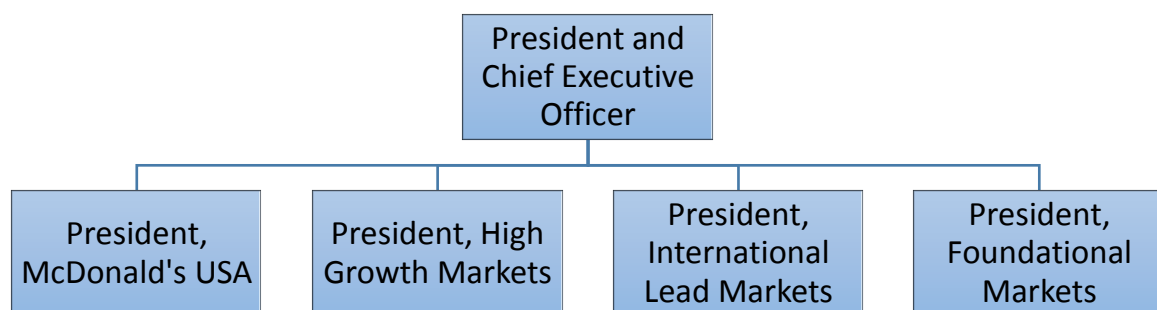 President and
Chief Executive
Officer
President,
McDonald's USA
President, High
Growth Markets
President,
International
Lead Markets
President,
Foundational
Markets